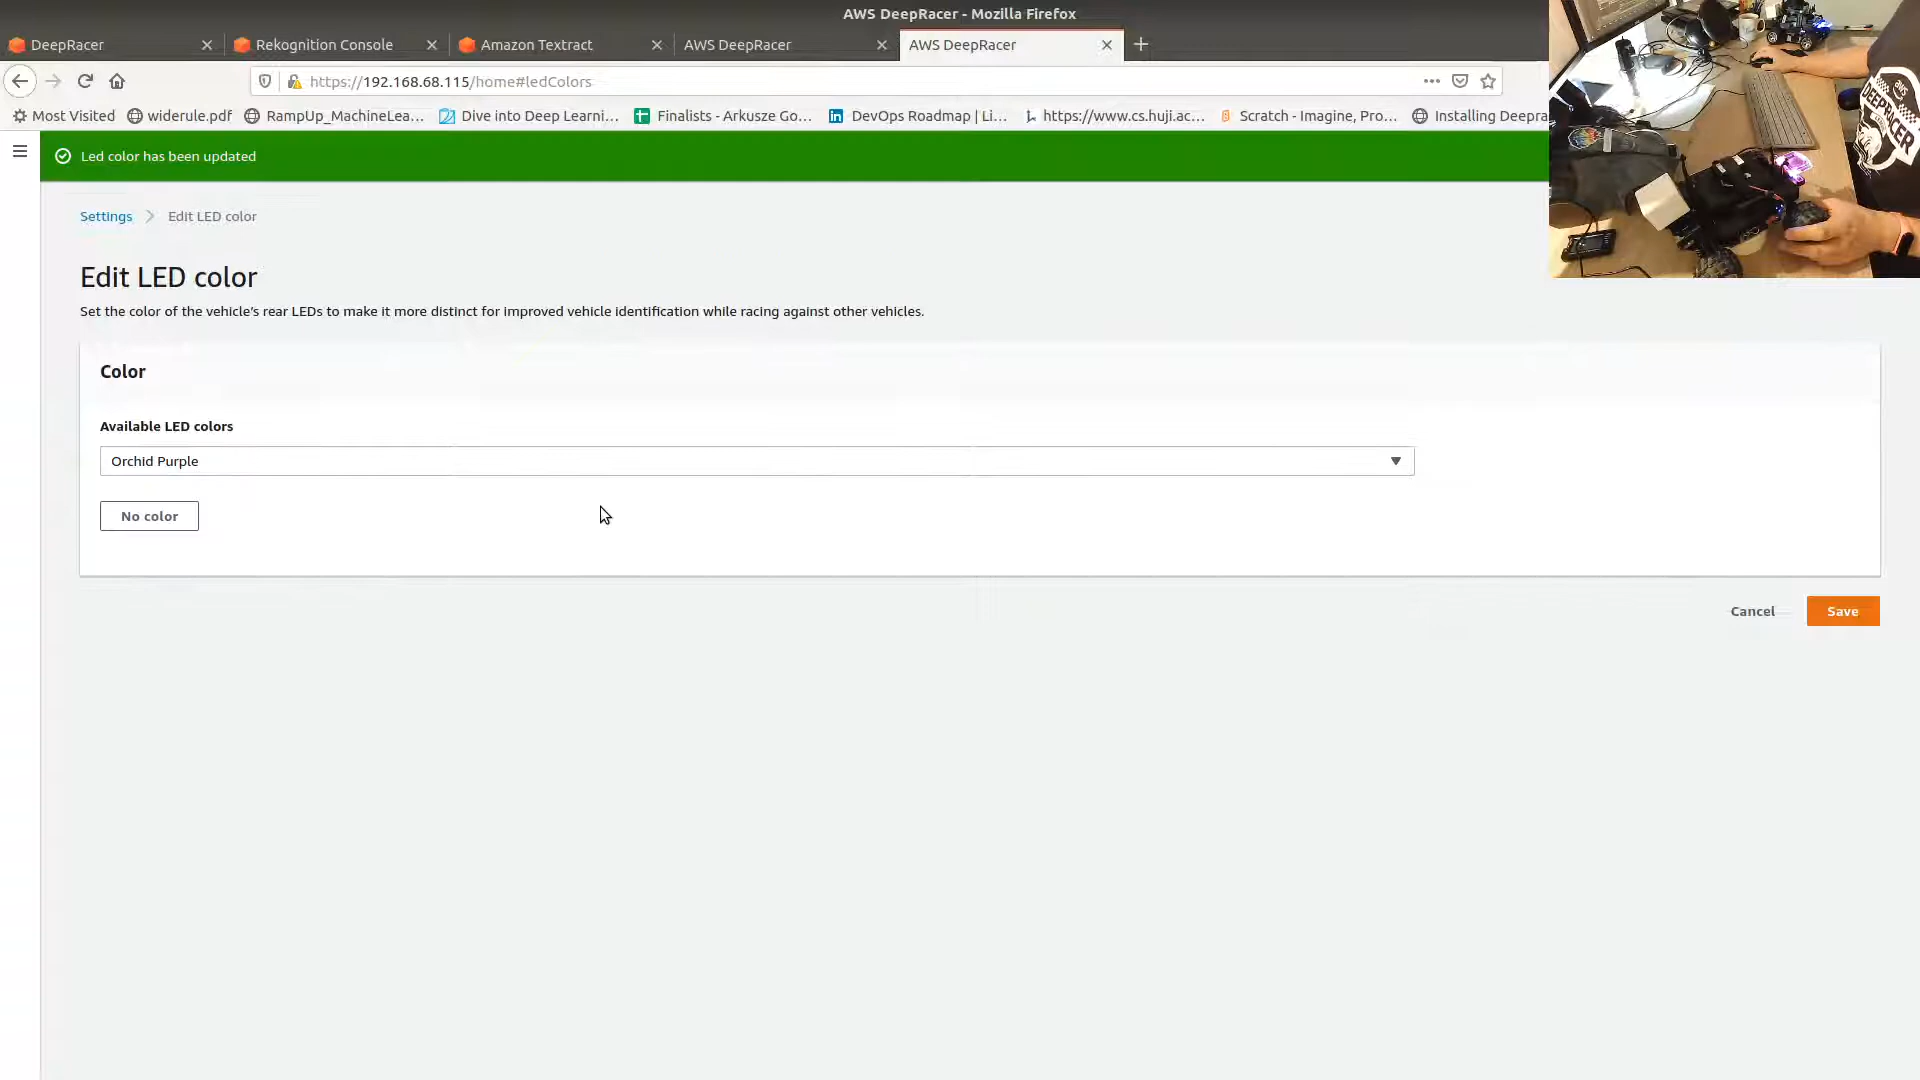 AWS DeepRacer - Mozilla Firefox
DeepRacer
Rekognition Console
Amazon Textract
AWS DeepRacer
AWS DeepRacer
https://192.168.68.115/home#ledColors
Most Visited
widerule.pdf
RampUp_MachineLea...
Dive into Deep Learni...
Finalists - Arkusze Go...
DevOps Roadmap | Li...
https://www.cs.huji.ac...
Scratch - Imagine, Pro...
Installing Deepra
Led color has been updated
Settings
Edit LED color
Edit LED color
Set the color of the vehicle's rear LEDs to make it more distinct for improved vehicle identification while racing against other vehicles.
Color
Available LED colors
Orchid Purple
No color
Cancel
Save
aws
DEEPRACER